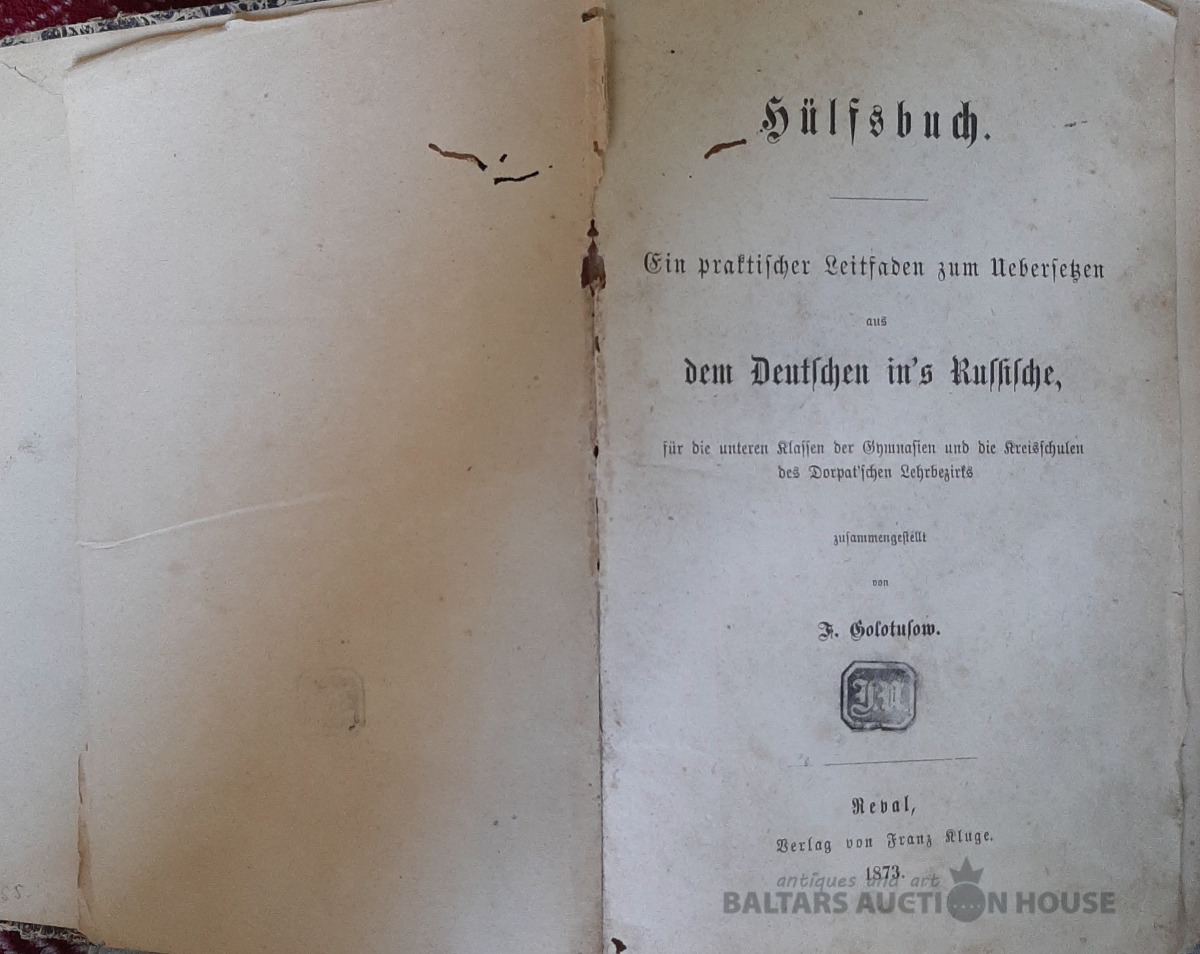 Hülfsbuch.
Ein praktischer Leitfaden zum Uebersetzen
aus
dem Deutschen in's Russische,
für die unteren Klassen der Gymnasien und die Kreisschulen
des Dorpat'schen Lehrbezirks
zusammengestellt
von
F. Golotusow.
Reval,
Verlag von Franz Kluge.
1873.
antiques and art
BALTARS AUCTION HOUSE